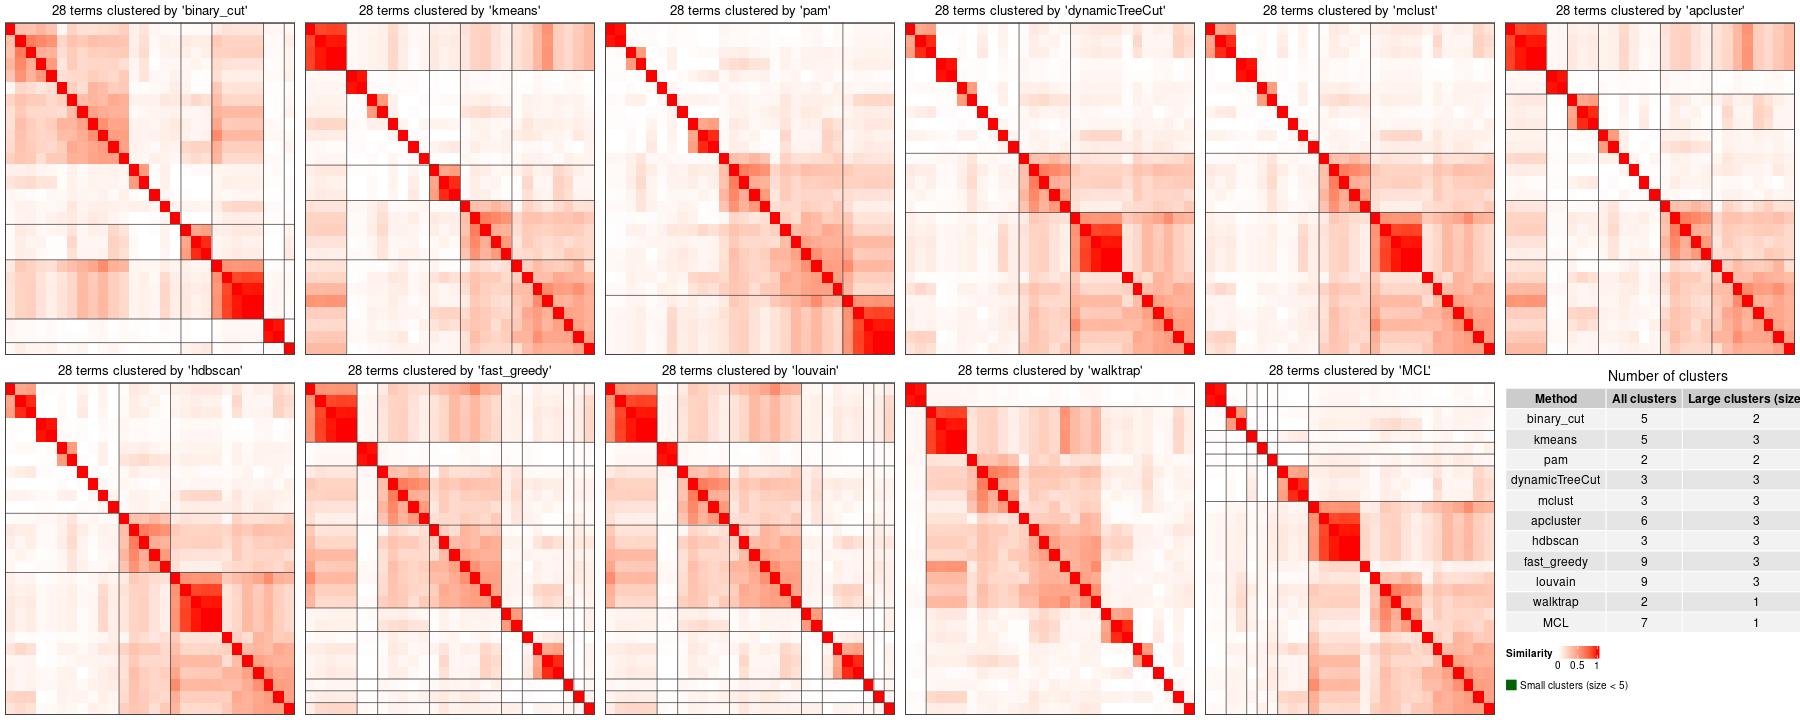 28 terms clustered by 'binary_cut'
28 terms clustered by 'kmeans'
28 terms clustered by 'pam'
28 terms clustered by 'dynamicTreeCut'
28 terms clustered by 'mclust'
28 terms clustered by 'apcluster'
28 terms clustered by 'hdbscan'
28 terms clustered by 'fast_greedy'
28 terms clustered by 'louvain'
28 terms clustered by 'walktrap'
28 terms clustered by 'MCL'
Number of clusters
Method All clusters Large clusters (size
binary_cut 5 2
kmeans 5 3
pam 2 2
dynamicTreeCut 3 3
mclust 3 3
apcluster 6 3
hdbscan 3 3
fast_greedy 9 3
louvain 9 3
walktrap 2 1
MCL 7 1
Similarity
0 0.5 1
Small clusters (size < 5)